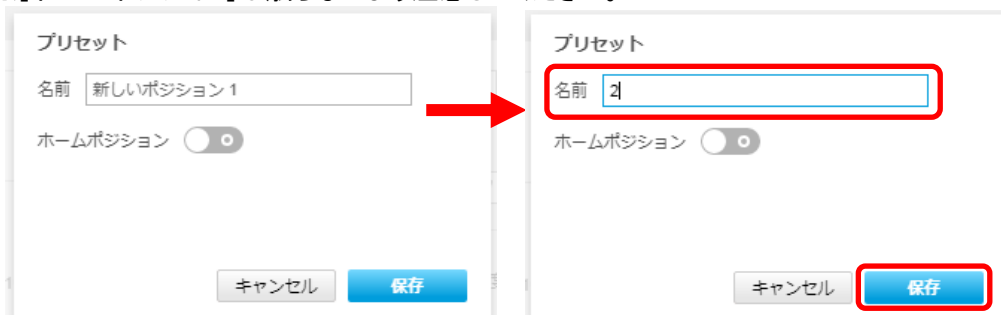 プリセット
名前 新しいポジション 1
ホームポジション
キャンセル 保存
プリセット
名前 2
ホームポジション
キャンセル 保存